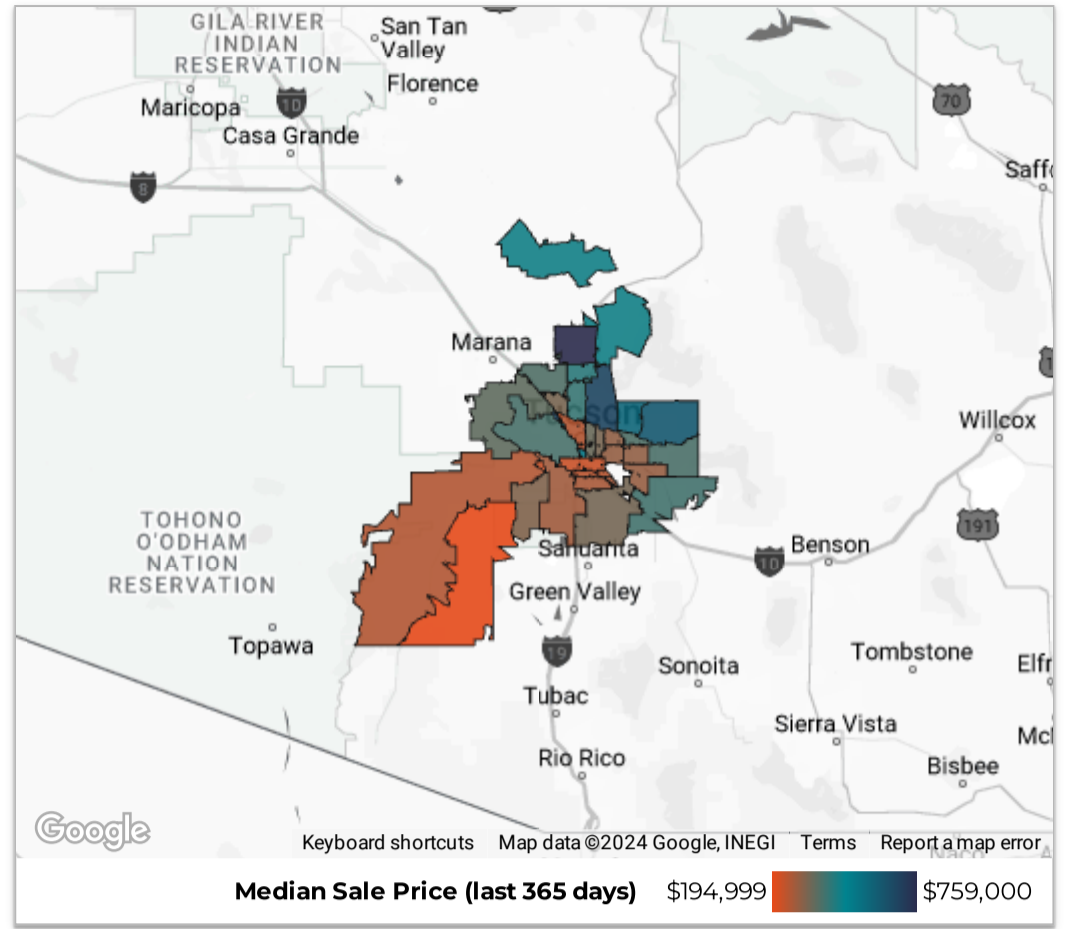 GILA RIVER
INDIAN
RESERVATION
San Tan
Valley
Florence
Maricopa
10
Casa Grande
70
8
Marana
Tucson
Willcox
191
TOHONO
O'ODHAM
NATION
RESERVATION
Sahuarita
Benson
10
Green Valley
Topawa
19
Sonoita
Tombstone
Tubac
Sierra Vista
Rio Rico
Bisbee
Google
Keyboard shortcuts
Map data ©2024 Google, INEGI
Terms
Report a map error
Naco
Median Sale Price (last 365 days)
$194,999
$759,000